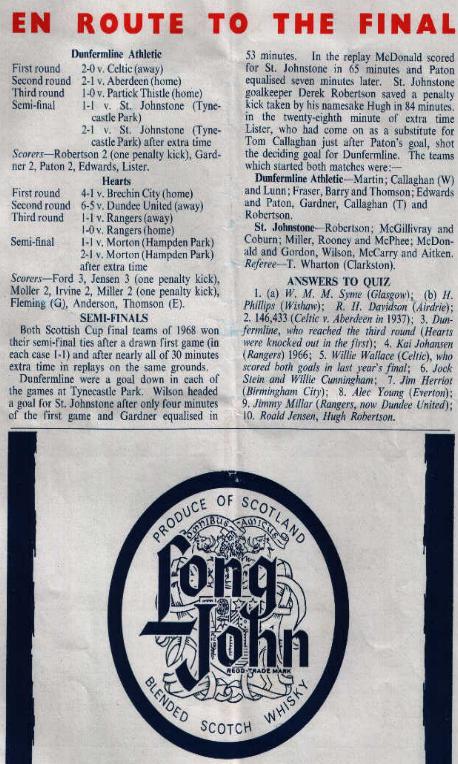 EN ROUTE TO THE FINAL
Dunfermline Athletic
First round 2-0 v. Celtic (away)
Second round 2-1 v. Aberdeen (home)
Third round 1-0 v. Partick Thistle (home)
Semi-final 1-1 v. St. Johnstone (Tyne-
castle Park)
2-1 v. St. Johnstone (Tyne-
castle Park) after extra time
Scorers—Robertson 2 (one penalty kick), Gard-
ner 2, Paton 2, Edwards, Lister.
Hearts
First round 4-1 v. Brechin City (home)
Second round 6-5 v. Dundee United (away)
Third round 1-1 v. Rangers (away)
1-0 v. Rangers (home)
Semi-final 1-1 v. Morton (Hampden Park)
2-1 v. Morton (Hampden Park)
after extra time
Scorers—Ford 3, Jensen 3 (one penalty kick),
Moller 2, Irvine 2, Miller 2 (one penalty kick),
Fleming (G), Anderson, Thomson (E).
SEMI-FINALS
Both Scottish Cup final teams of 1968 won
their semi-final ties after a drawn first game (in
each case 1-1) and after nearly all of 30 minutes
extra time in replays on the same grounds.
Dunfermline were a goal down in each of
the games at Tynecastle Park. Wilson headed
a goal for St. Johnstone after only four minutes
of the first game and Gardner equalised in
53 minutes. In the replay McDonald scored
for St. Johnstone in 65 minutes and Paton
equalised seven minutes later. St. Johnstone
goalkeeper Derek Robertson saved a penalty
kick taken by his namesake Hugh in 84 minutes.
in the twenty-eighth minute of extra time
Lister, who had come on as a substitute for
Tom Callaghan just after Paton's goal, shot
the deciding goal for Dunfermline. The teams
which started both matches were:—
Dunfermline Athletic—Martin; Callaghan (W)
and Lunn; Fraser, Barry and Thomson; Edwards
and Paton, Gardner, Callaghan (T) and
Robertson.
St. Johnstone—Robertson; McGillivray and
Coburn; Miller, Rooney and McPhee; McDon-
ald and Gordon, Wilson, McCarry and Aitken.
Referee—T. Wharton (Clarkston).
ANSWERS TO QUIZ
1. (a) W. M. M. Syme (Glasgow); (b) H.
Phillips (Wishaw); R. H. Davidson (Airdrie);
2. 146,433 (Celtic v. Aberdeen in 1937); 3. Dun-
fermline, who reached the third round (Hearts
were knocked out in the first); 4. Kai Johansen
(Rangers) 1966; 5. Willie Wallace (Celtic), who
scored both goals in last year's final; 6. Jock
Stein and Willie Cunningham; 7. Jim Herriot
(Birmingham City); 8. Alec Young (Everton);
9. Jimmy Millar (Rangers, now Dundee United);
10. Roald Jensen, Hugh Robertson.
PRODUCE OF SCOTLAND
Omnibus Amicus
Long
John
REGD. TRADE MARK
BLENDED SCOTCH WHISKY